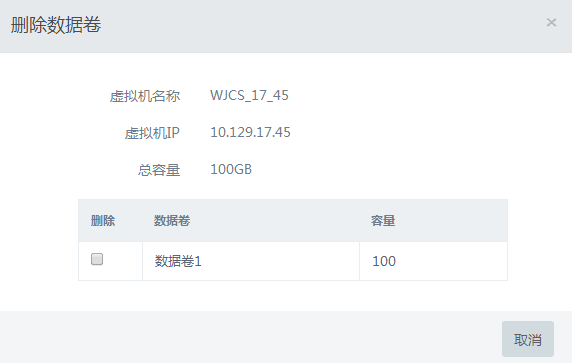 删除数据卷 ×
虚拟机名称 WJCS_17_45
虚拟机IP 10.129.17.45
总容量 100GB
删除 数据卷 容量
数据卷1 100
取消